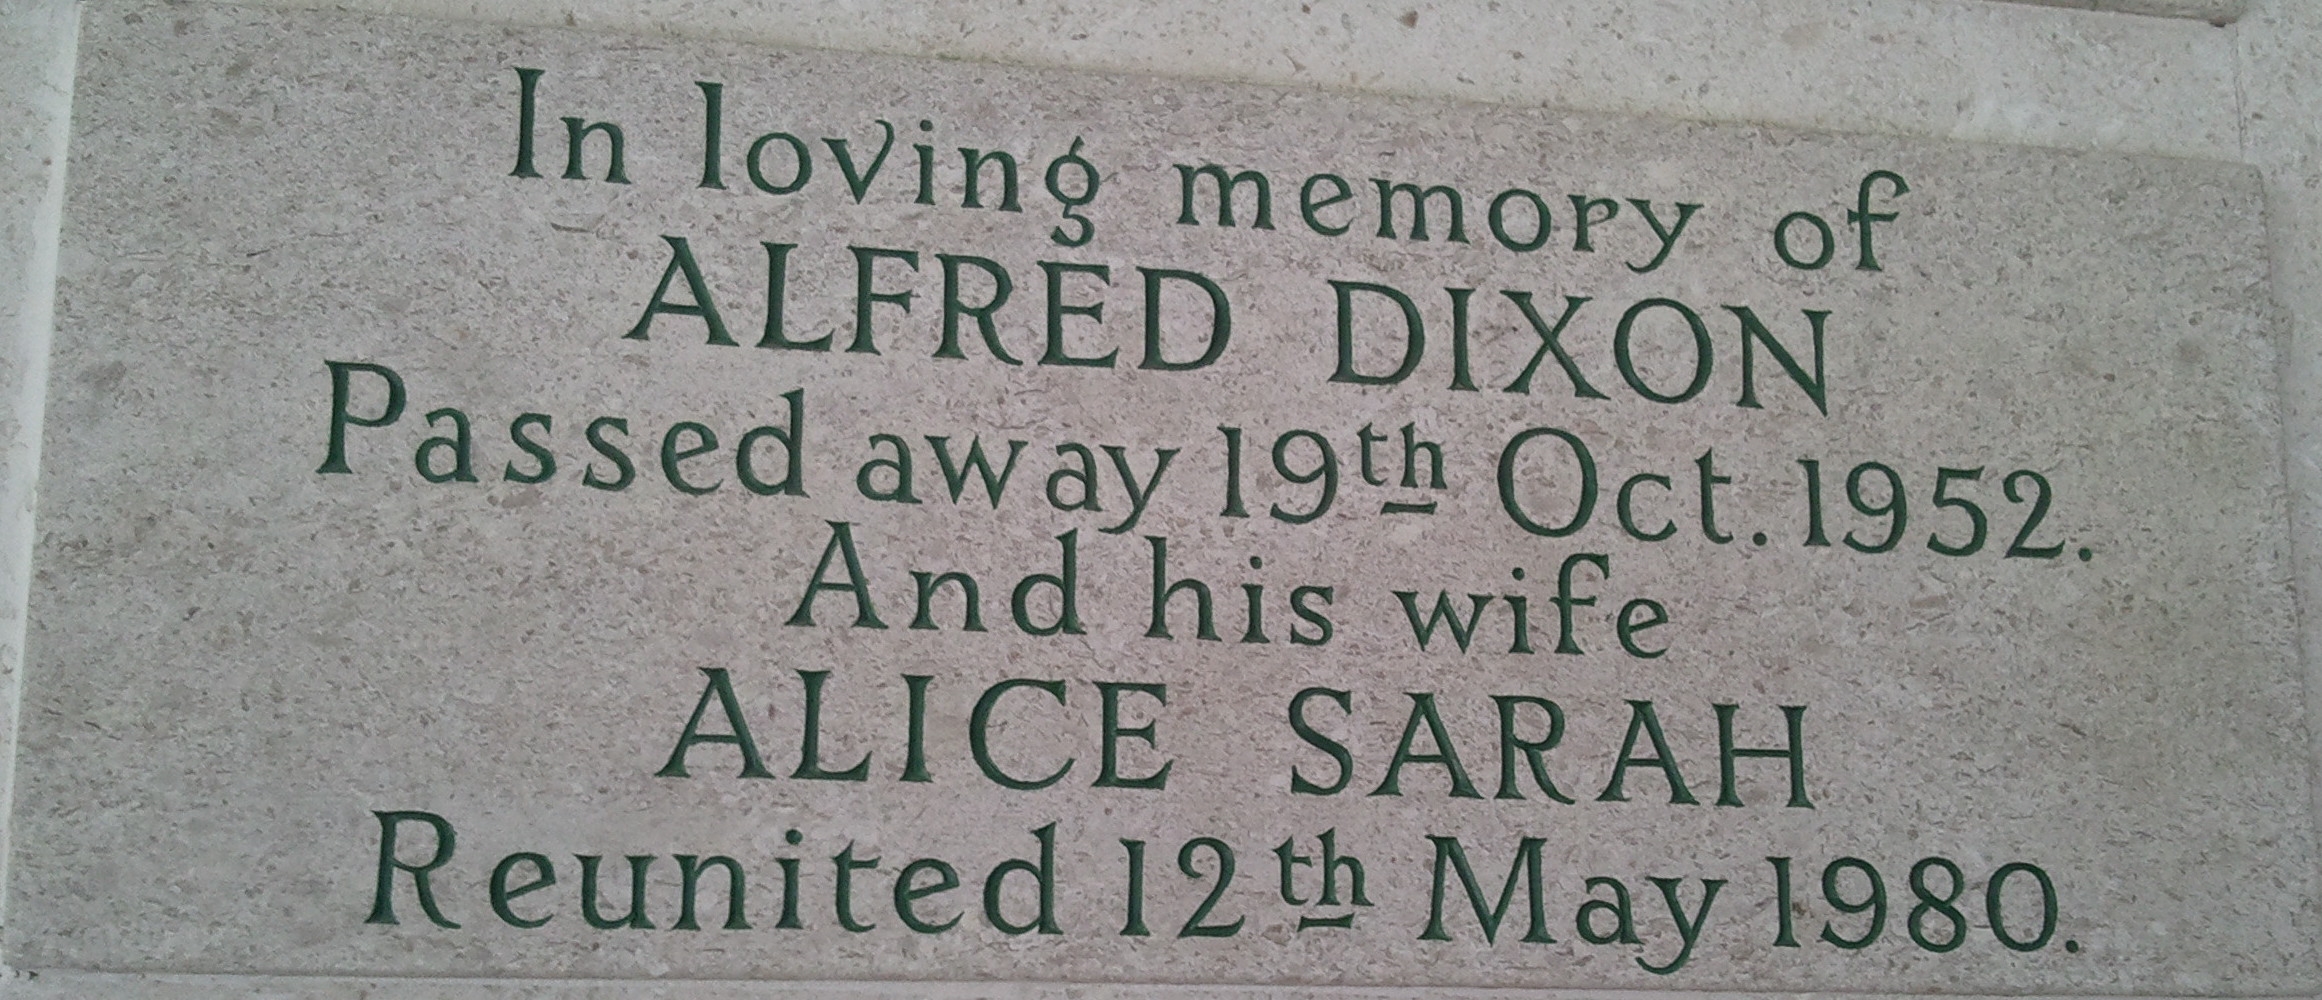 In loving memory of
ALFRED DIXON
Passed away 19th Oct. 1952.
And his wife
ALICE SARAH
Reunited 12th May 1980.